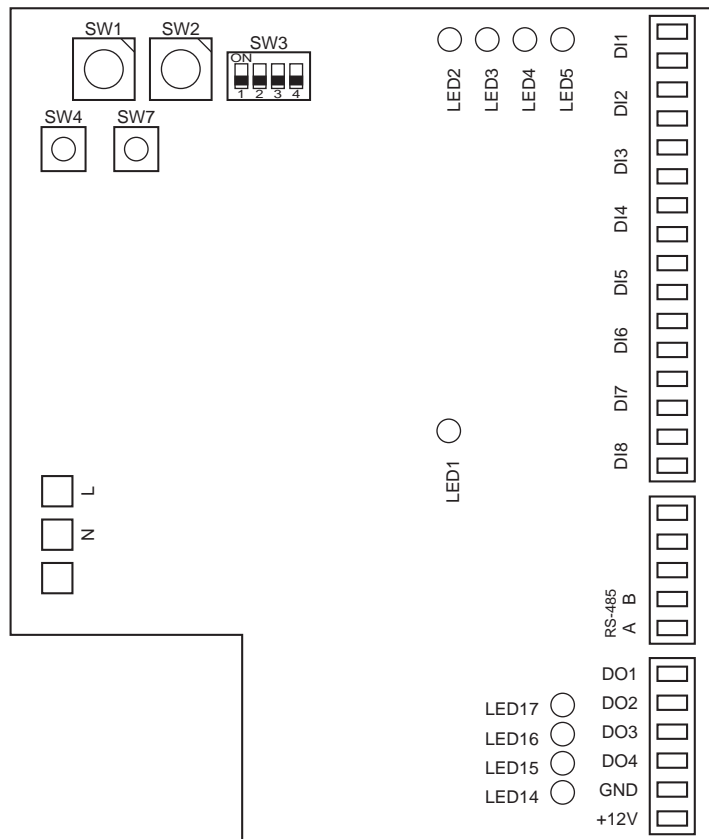 SW1 SW2 SW3
ON
1 2 3 4
SW4 SW7
LED2 LED3 LED4 LED5
DI1
DI2
DI3
DI4
DI5
DI6
DI7
DI8
LED1
L
N
RS-485
B
A
DO1
DO2
DO3
DO4
GND
+12V
LED17
LED16
LED15
LED14